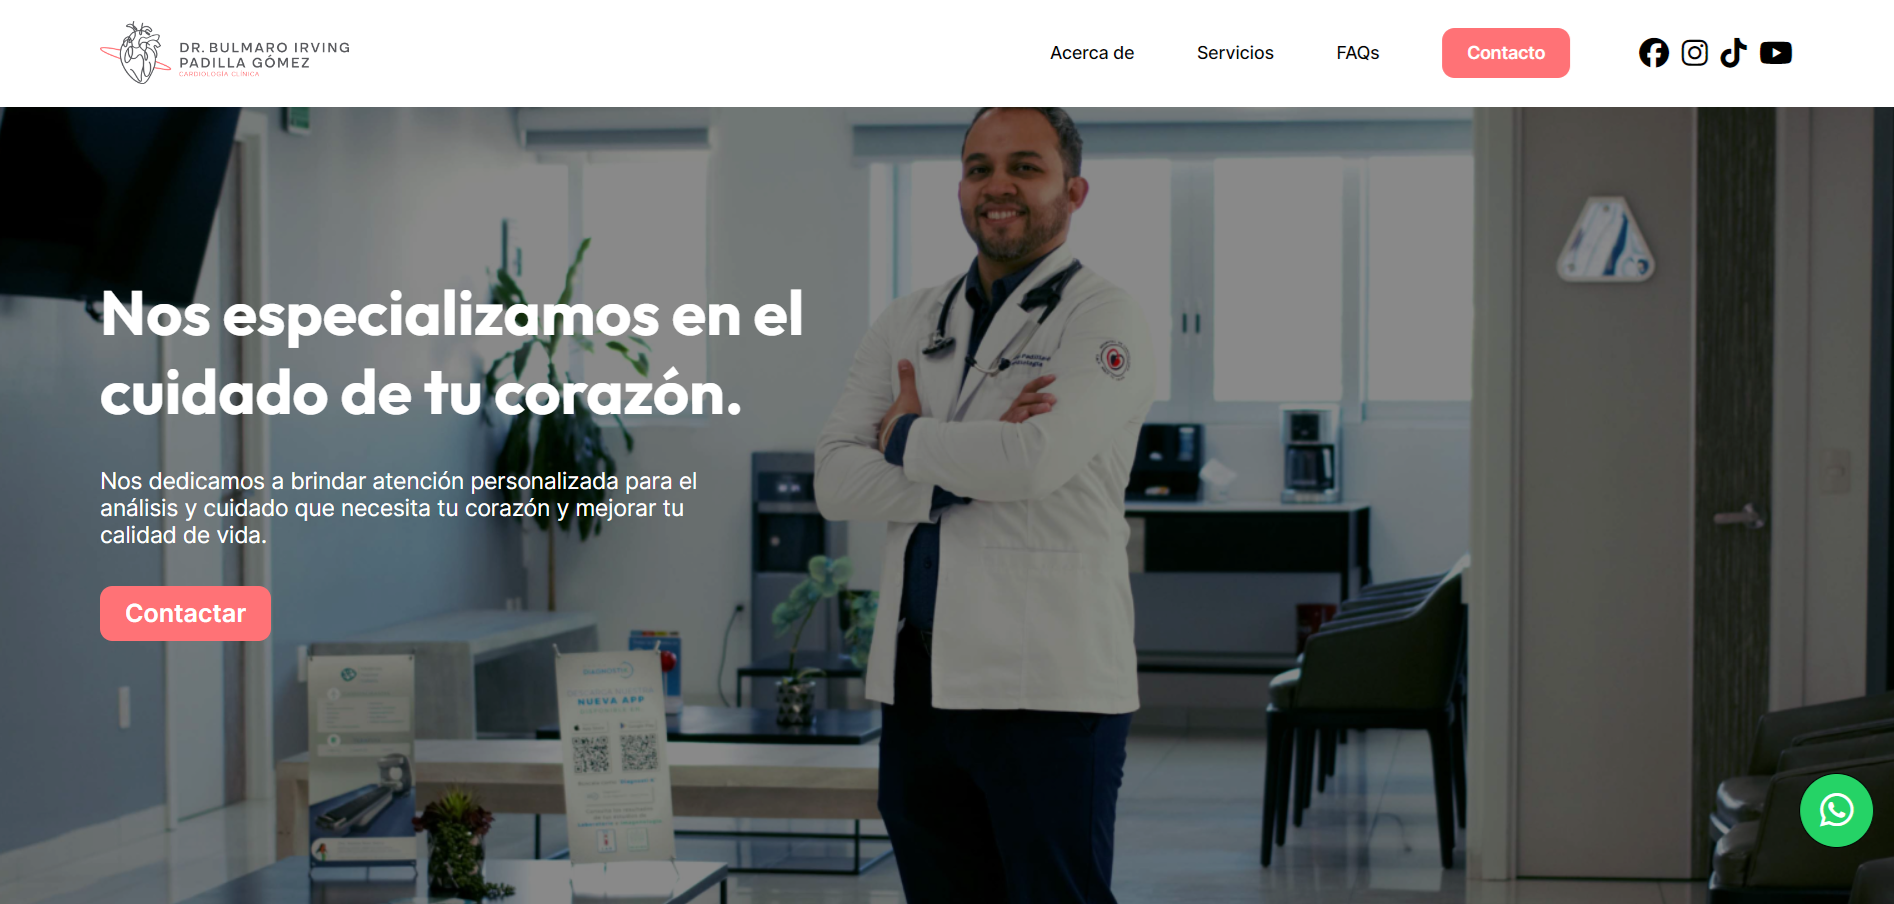 DR. BULMARO IRVING
PADILLA GÓMEZ
CARDIOLOGÍA CLÍNICA
Acerca de
Servicios
FAQs
Contacto
Nos especializamos en el
cuidado de tu corazón.
Nos dedicamos a brindar atención personalizada para el
análisis y cuidado que necesita tu corazón y mejorar tu
calidad de vida.
Contactar
NUEVA APP